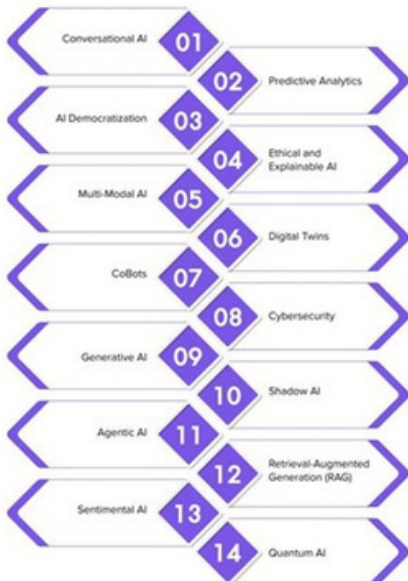 Conversational AI
01
02
Predictive Analytics
AI Democratization
03
04
Ethical and
Explainable AI
Multi-Modal AI
05
06
Digital Twins
CoBots
07
08
Cybersecurity
Generative AI
09
10
Shadow AI
Agentic AI
11
12
Retrieval-Augmented
Generation (RAG)
Sentimental AI
13
14
Quantum AI